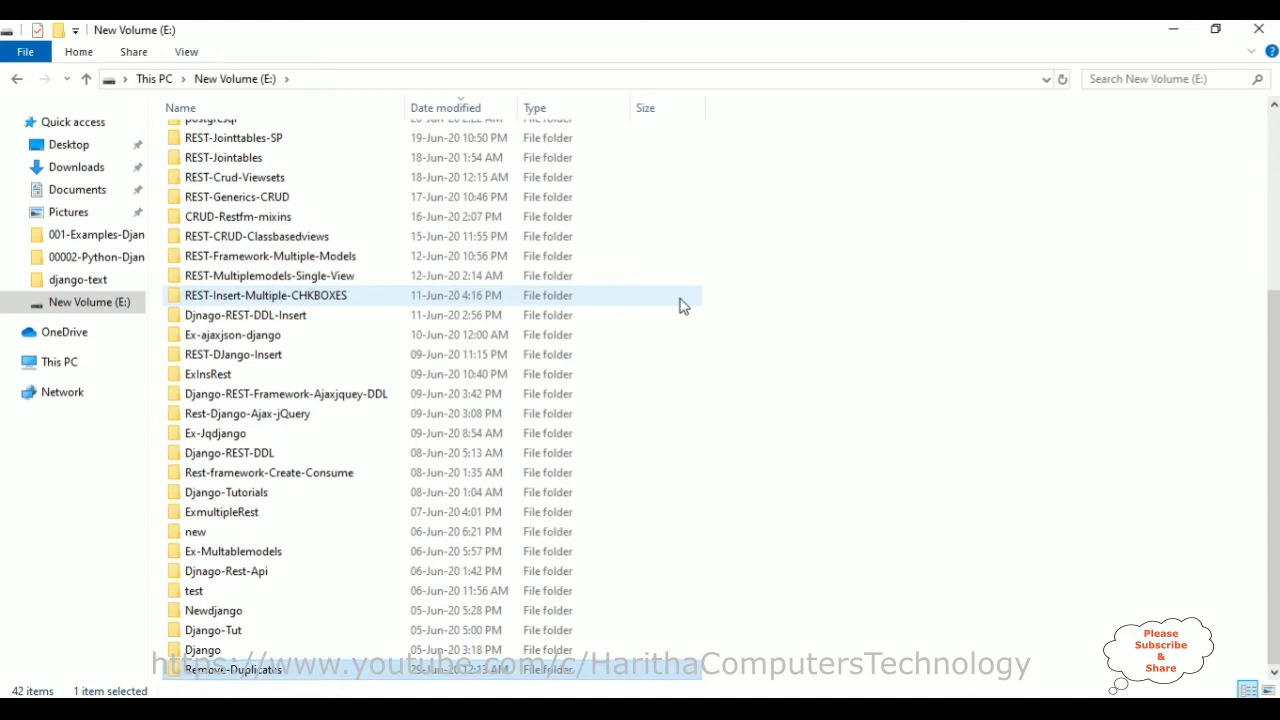 New Volume (E:)
File Home Share View
This PC New Volume (E:) Search New Volume (E:)
Name Date modified Type Size
Quick access
Desktop
Downloads
Documents
Pictures
001-Examples-Djan
00002-Python-Djan
django-text
New Volume (E:)
OneDrive
This PC
Network
REST-Jointtables-SP 19-Jun-20 10:50 PM File folder
REST-Jointables 18-Jun-20 1:54 AM File folder
REST-Crud-Viewsets 18-Jun-20 12:15 AM File folder
REST-Generics-CRUD 17-Jun-20 10:46 PM File folder
CRUD-Restfm-mixins 16-Jun-20 2:07 PM File folder
REST-CRUD-Classbasedviews 15-Jun-20 11:55 PM File folder
REST-Framework-Multiple-Models 12-Jun-20 10:56 PM File folder
REST-Multiplemodels-Single-View 12-Jun-20 2:14 AM File folder
REST-Insert-Multiple-CHKBOXES 11-Jun-20 4:16 PM File folder
Djnago-REST-DDL-Insert 11-Jun-20 2:56 PM File folder
Ex-ajaxjson-django 10-Jun-20 12:00 AM File folder
REST-DJango-Insert 09-Jun-20 11:15 PM File folder
ExInsRest 09-Jun-20 10:40 PM File folder
Django-REST-Framework-Ajaxjquey-DDL 09-Jun-20 3:42 PM File folder
Rest-Django-Ajax-jQuery 09-Jun-20 3:08 PM File folder
Ex-Jqdjango 09-Jun-20 8:54 AM File folder
Django-REST-DDL 08-Jun-20 5:13 AM File folder
Rest-framework-Create-Consume 08-Jun-20 1:35 AM File folder
Django-Tutorials 08-Jun-20 1:04 AM File folder
ExmultipleRest 07-Jun-20 4:01 PM File folder
new 06-Jun-20 6:21 PM File folder
Ex-Multablemodels 06-Jun-20 5:57 PM File folder
Djnago-Rest-Api 06-Jun-20 1:42 PM File folder
test 06-Jun-20 11:56 AM File folder
Newdjango 05-Jun-20 5:28 PM File folder
Django-Tut 05-Jun-20 5:00 PM File folder
Django 05-Jun-20 3:18 PM File folder
Remove-Duplicates File folder
https://www.youtube.com/c/HarithaComputersTechnology
Please
Subscribe
&
Share
42 items 1 item selected